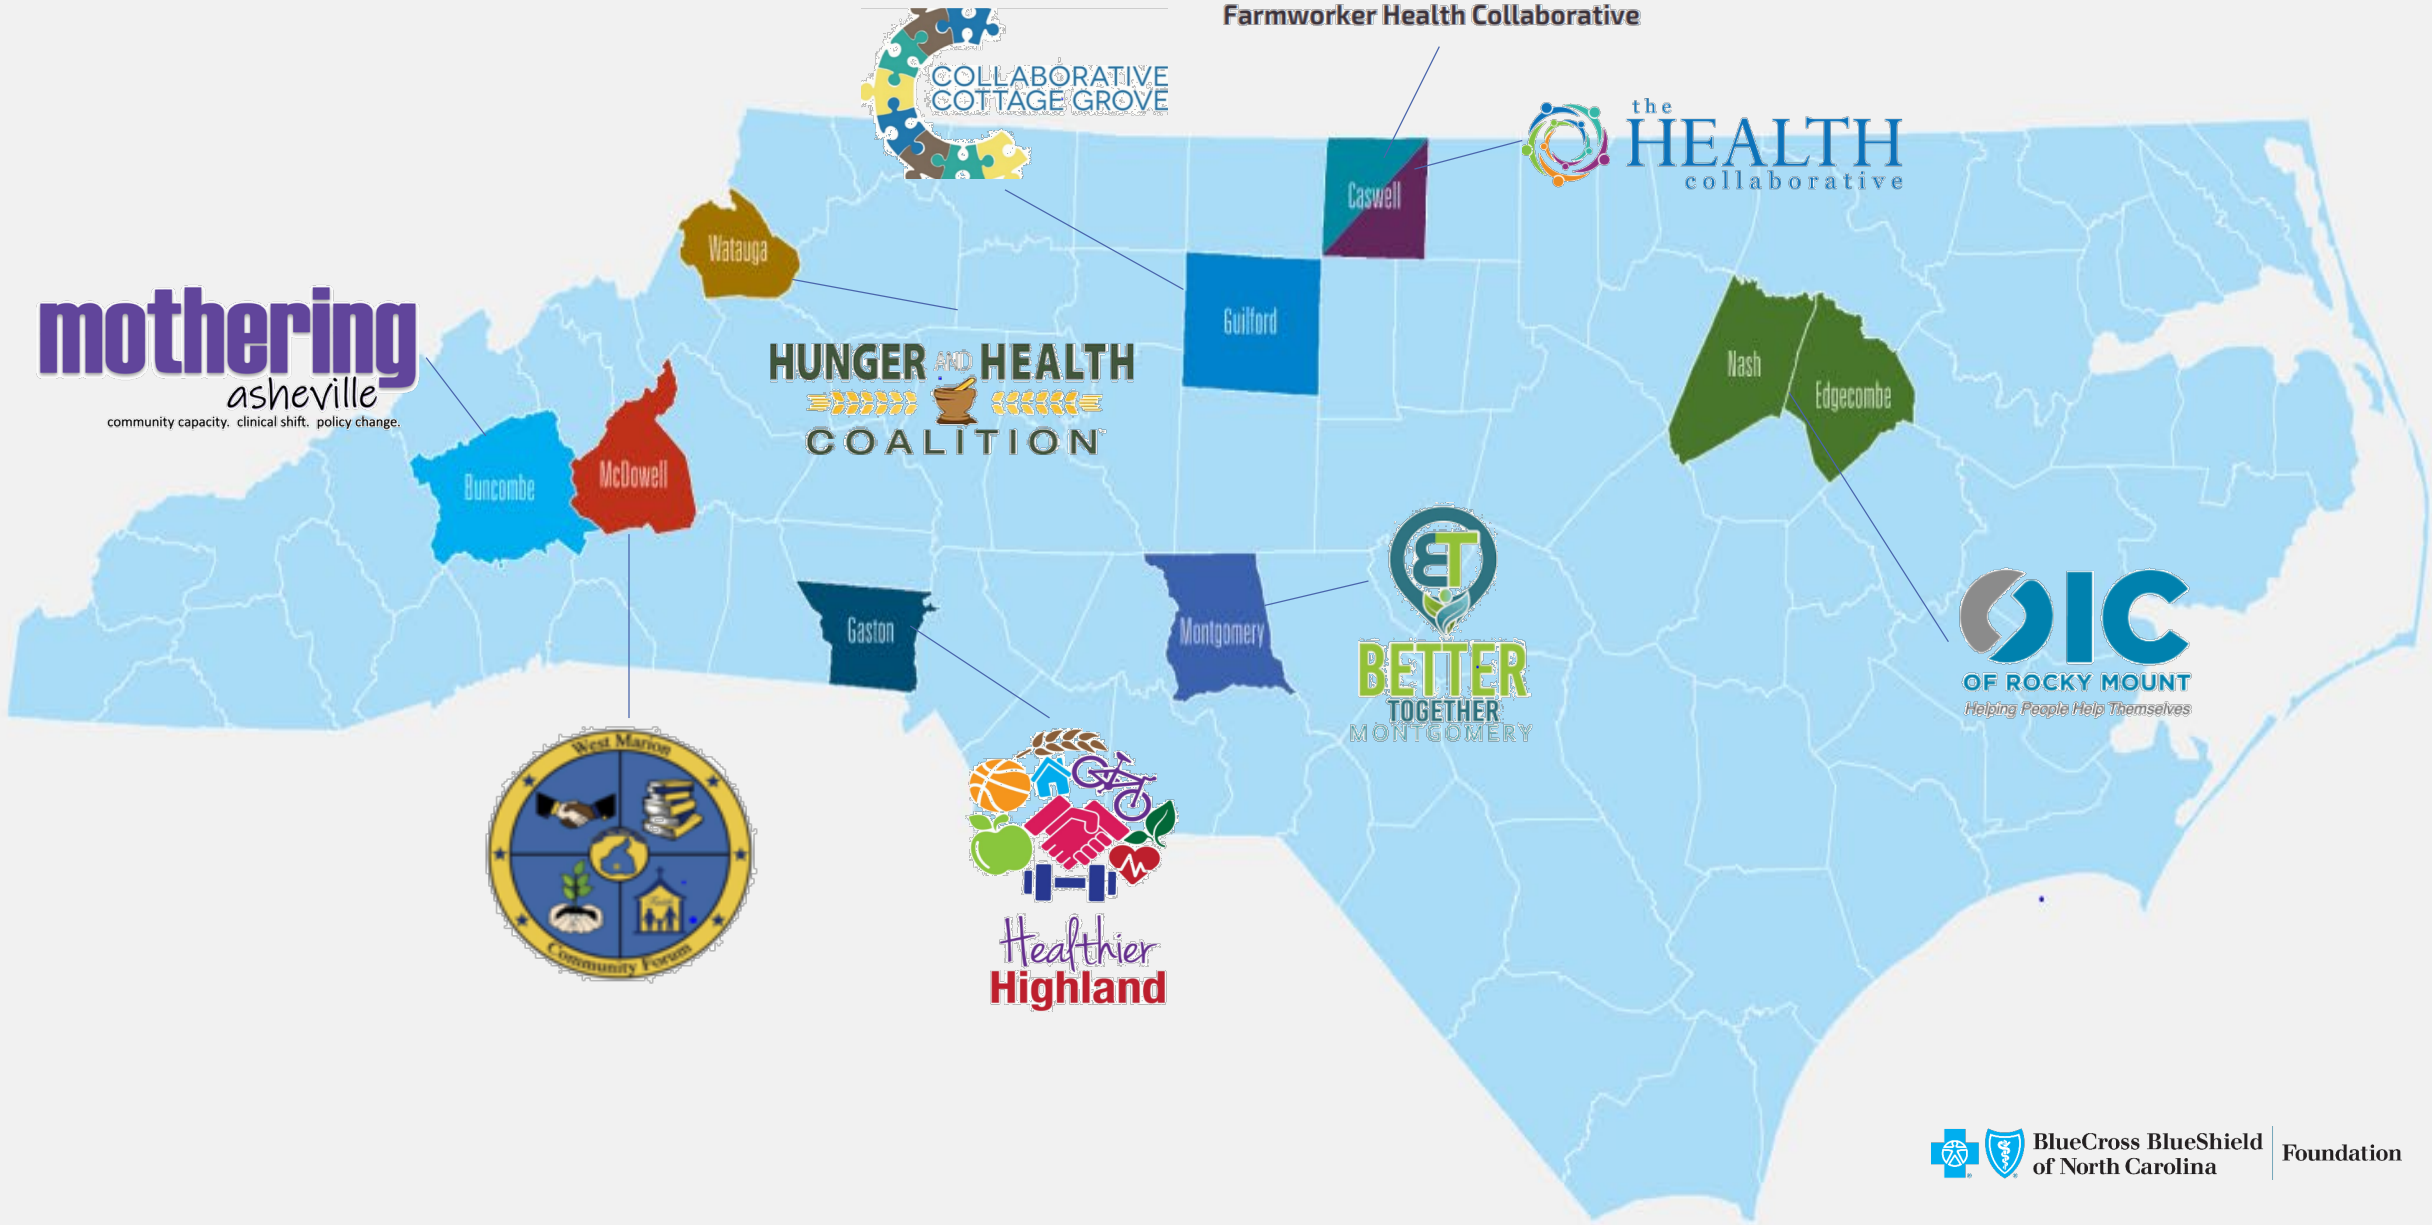 Farmworker Health Collaborative
COLLABORATIVE
COTTAGE GROVE
the
HEALTH
collaborative
Caswell
Watauga
Guilford
mothering
asheville
community capacity. clinical shift. policy change.
HUNGER AND HEALTH
COALITION
Nash
Edgecombe
Buncombe
McDowell
BT
BETTER
TOGETHER
MONTGOMERY
Gaston
Montgomery
OIC
OF ROCKY MOUNT
Helping People Help Themselves
West Marion
Community Forum
Healthier
Highland
BlueCross BlueShield
of North Carolina
Foundation